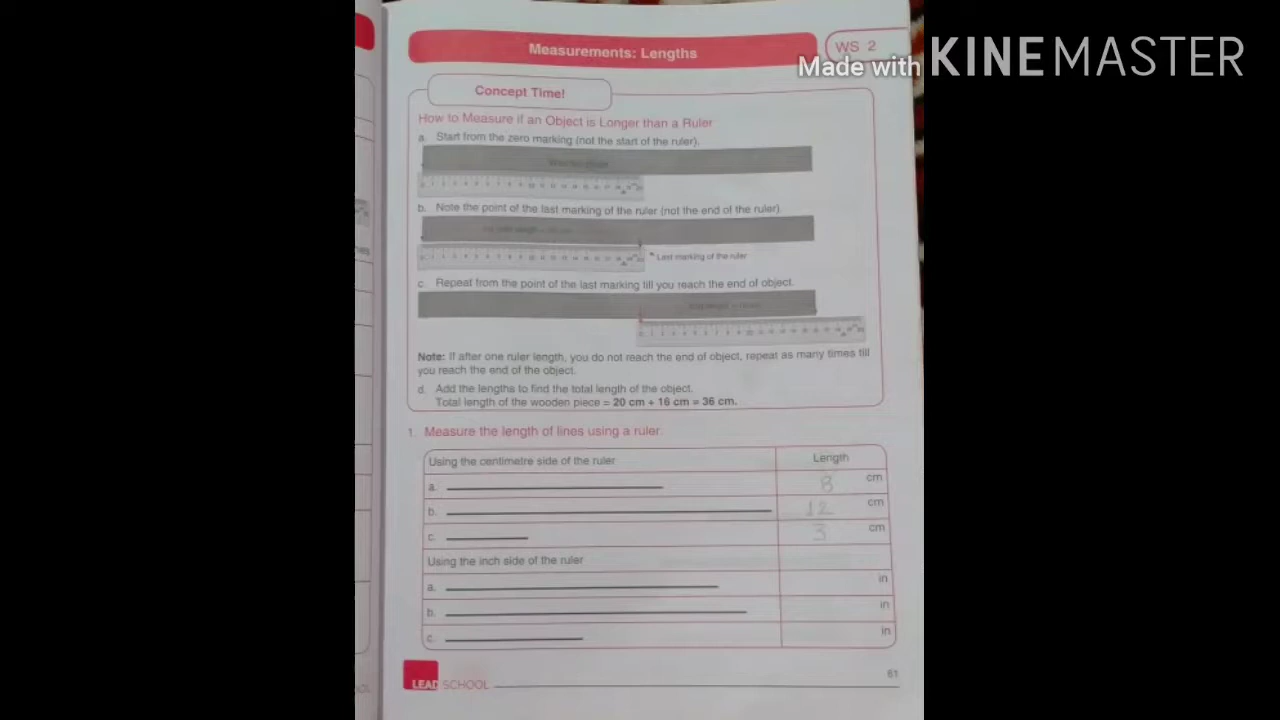 Measurements: Lengths
WS 2
Made with KINEMASTER
Concept Time!
How to Measure if an Object is Longer than a Ruler
a. Start from the zero marking (not the start of the ruler).
b. Note the point of the last marking of the ruler (not the end of the ruler).
Last marking of the ruler
c. Repeat from the point of the last marking till you reach the end of object.
Note: If after one ruler length, you do not reach the end of object, repeat as many times till
you reach the end of the object.
d. Add the lengths to find the total length of the object.
Total length of the wooden piece = 20 cm + 16 cm = 36 cm.
1. Measure the length of lines using a ruler.
Using the centimetre side of the ruler Length
a. 8 cm
b. 12 cm
c. 3 cm
Using the inch side of the ruler
a. in
b. in
c. in
LEAD SCHOOL
61